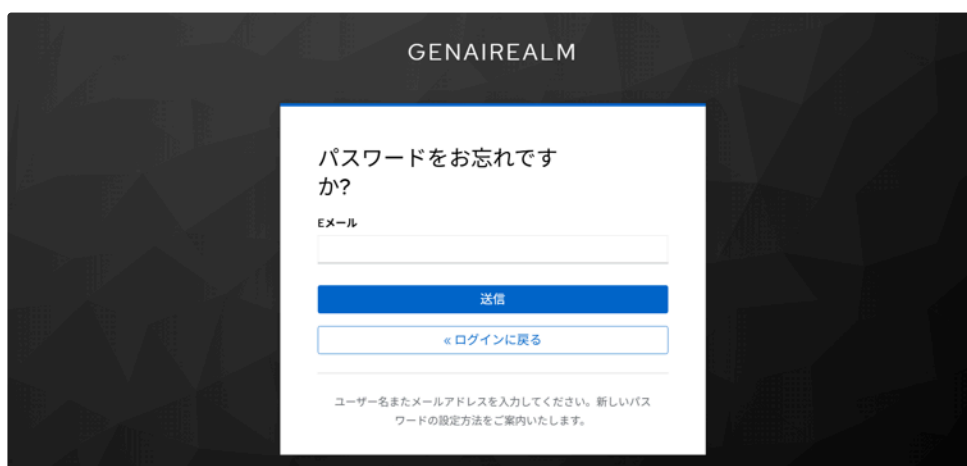 GENAIREALM
パスワードをお忘れです
か?
Eメール
送信
« ログインに戻る
ユーザー名またメールアドレスを入力してください。新しいパス
ワードの設定方法をご案内いたします。